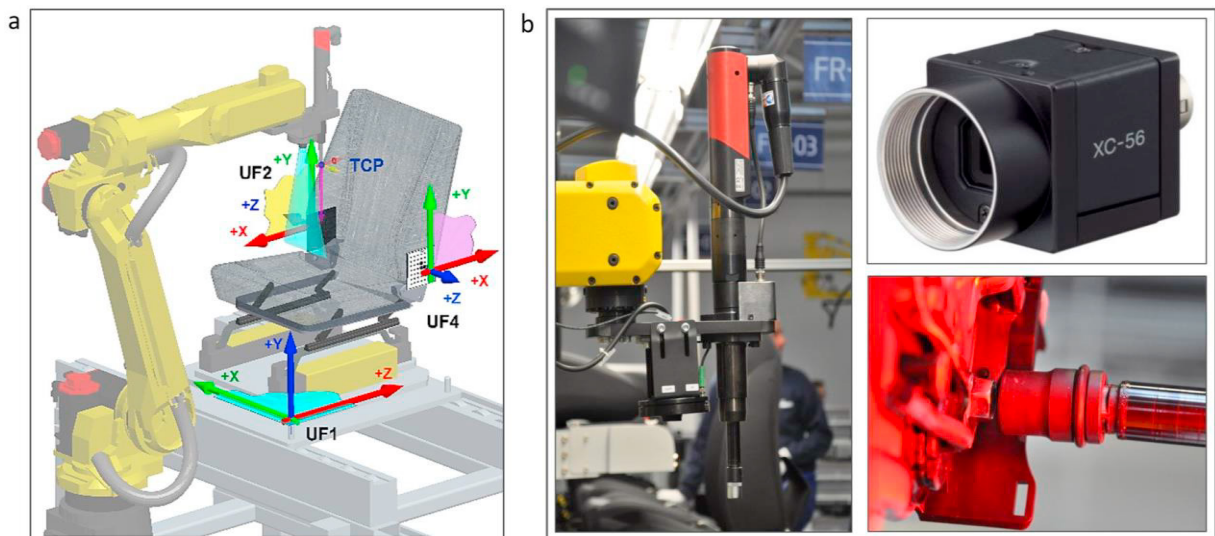 a
b
+Y
UF2
TCP
+Z
+X
+Y
+X
+Z
UF4
+Y
+X
+Z
UF1
FR-
03
XC-56